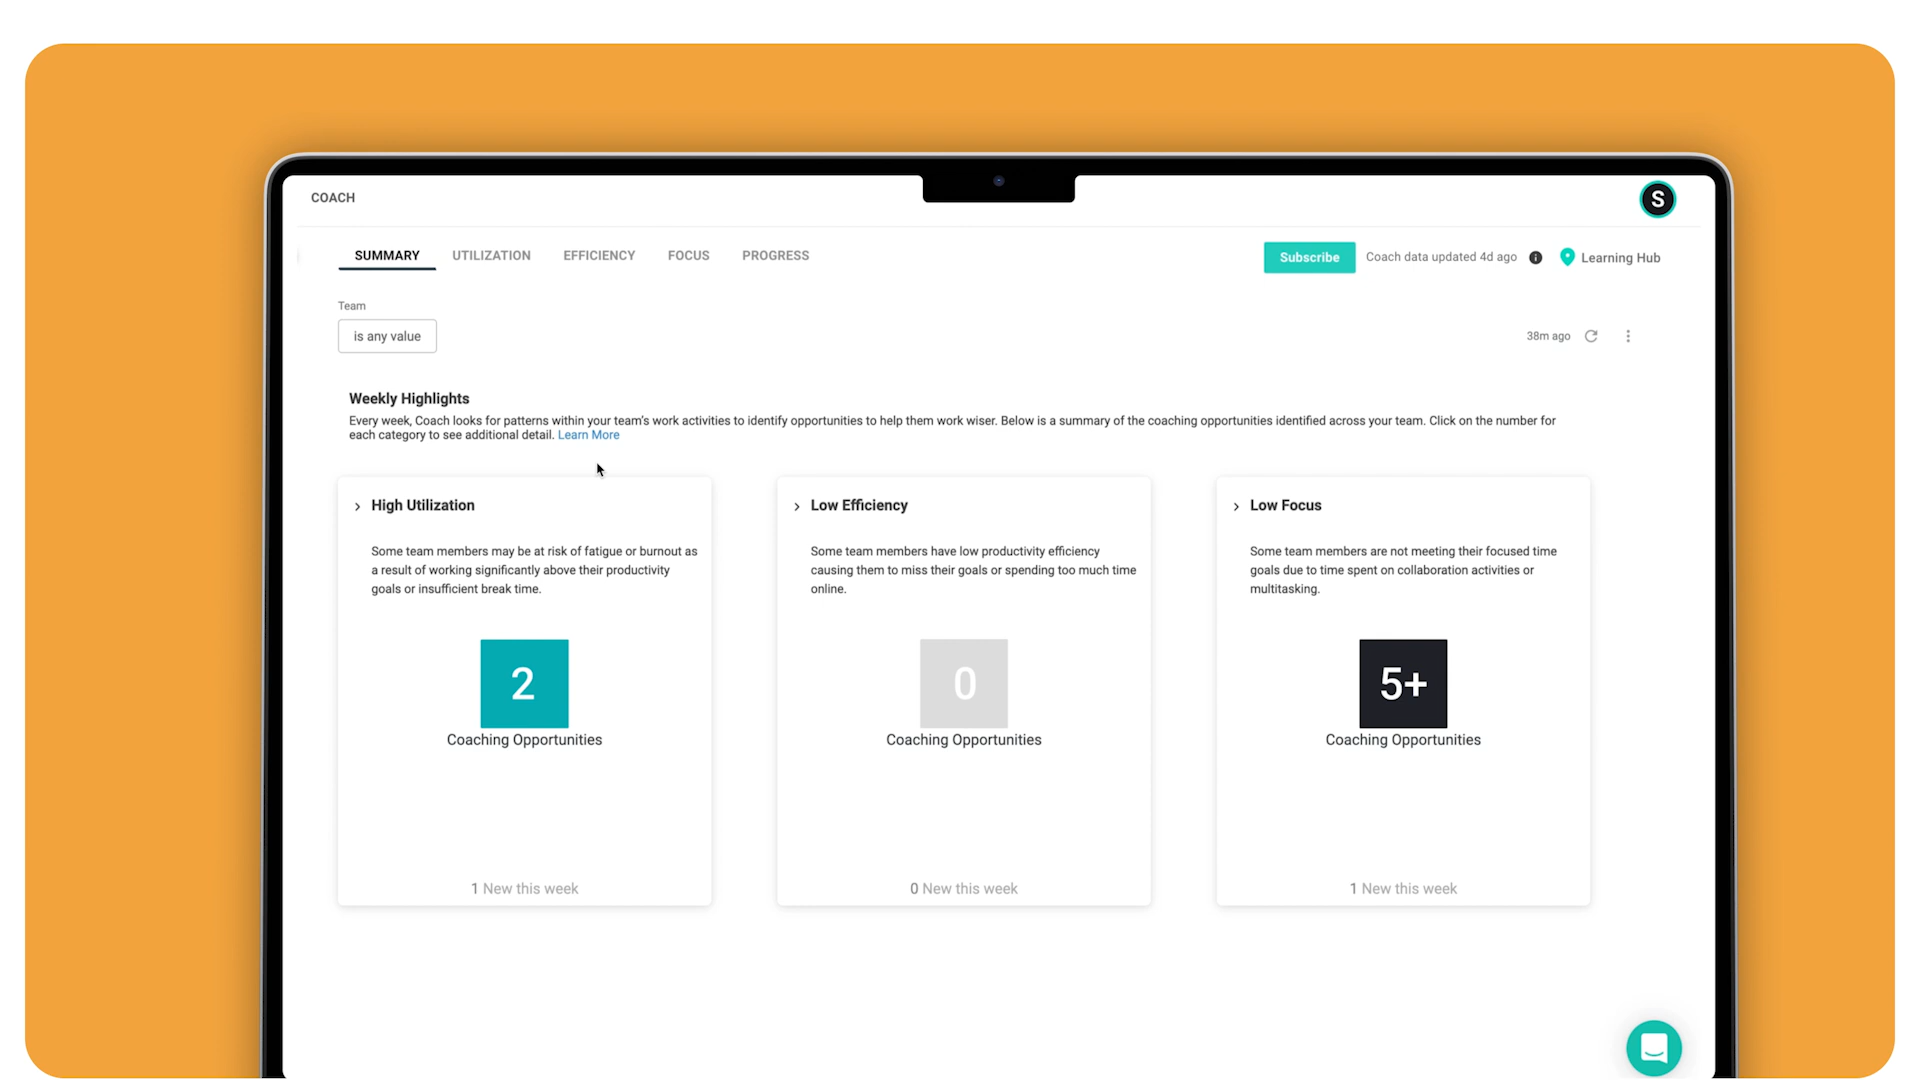 COACH
S
SUMMARY UTILIZATION EFFICIENCY FOCUS PROGRESS
Subscribe Coach data updated 4d ago Learning Hub
Team
is any value
38m ago
Weekly Highlights
Every week, Coach looks for patterns within your team's work activities to identify opportunities to help them work wiser. Below is a summary of the coaching opportunities identified across your team. Click on the number for
each category to see additional detail. Learn More
High Utilization
Some team members may be at risk of fatigue or burnout as
a result of working significantly above their productivity
goals or insufficient break time.
2
Coaching Opportunities
1 New this week
Low Efficiency
Some team members have low productivity efficiency
causing them to miss their goals or spending too much time
online.
0
Coaching Opportunities
0 New this week
Low Focus
Some team members are not meeting their focused time
goals due to time spent on collaboration activities or
multitasking.
5+
Coaching Opportunities
1 New this week